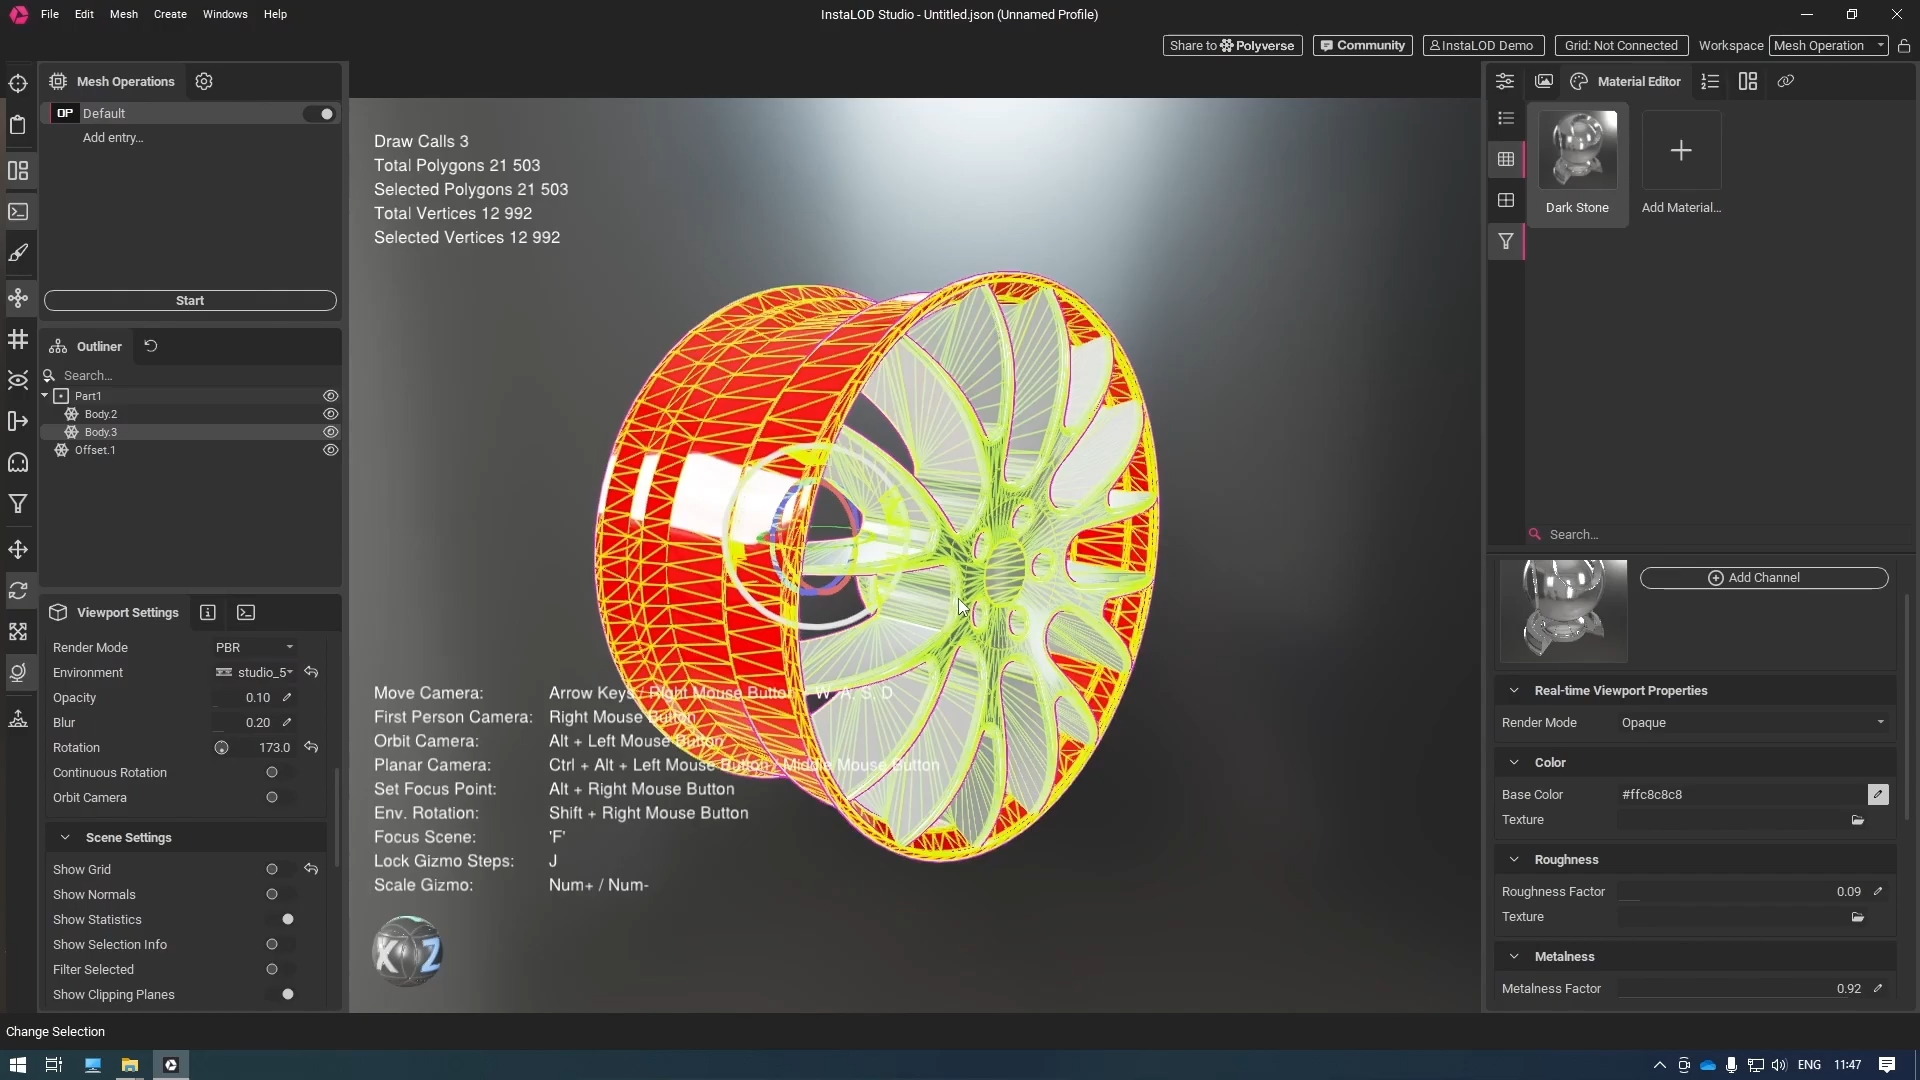 File Edit Mesh Create Windows Help
InstaLOD Studio - Untitled.json (Unnamed Profile)
Share to Polyverse
Community
InstaLOD Demo
Grid: Not Connected
Workspace
Mesh Operation
Mesh Operations
OP Default
Add entry...
Start
Outliner
Search...
Part1
Body.2
Body.3
Offset.1
Viewport Settings
Render Mode PBR
Environment studio_5
Opacity 0.10
Blur 0.20
Rotation 173.0
Continuous Rotation
Orbit Camera
Scene Settings
Show Grid
Show Normals
Show Statistics
Show Selection Info
Filter Selected
Show Clipping Planes
Draw Calls 3
Total Polygons 21 503
Selected Polygons 21 503
Total Vertices 12 992
Selected Vertices 12 992
Move Camera: Arrow Keys / Right Mouse Button + W, A, S, D
First Person Camera: Right Mouse Button
Orbit Camera: Alt + Left Mouse Button
Planar Camera: Ctrl + Alt + Left Mouse Button / Middle Mouse Button
Set Focus Point: Alt + Right Mouse Button
Env. Rotation: Shift + Right Mouse Button
Focus Scene: 'F'
Lock Gizmo Steps: J
Scale Gizmo: Num+ / Num-
X Z
Material Editor
Dark Stone
Add Material...
Search...
Add Channel
Real-time Viewport Properties
Render Mode Opaque
Color
Base Color #ffc8c8c8
Texture
Roughness
Roughness Factor 0.09
Texture
Metalness
Metalness Factor 0.92
Change Selection
ENG 11:47